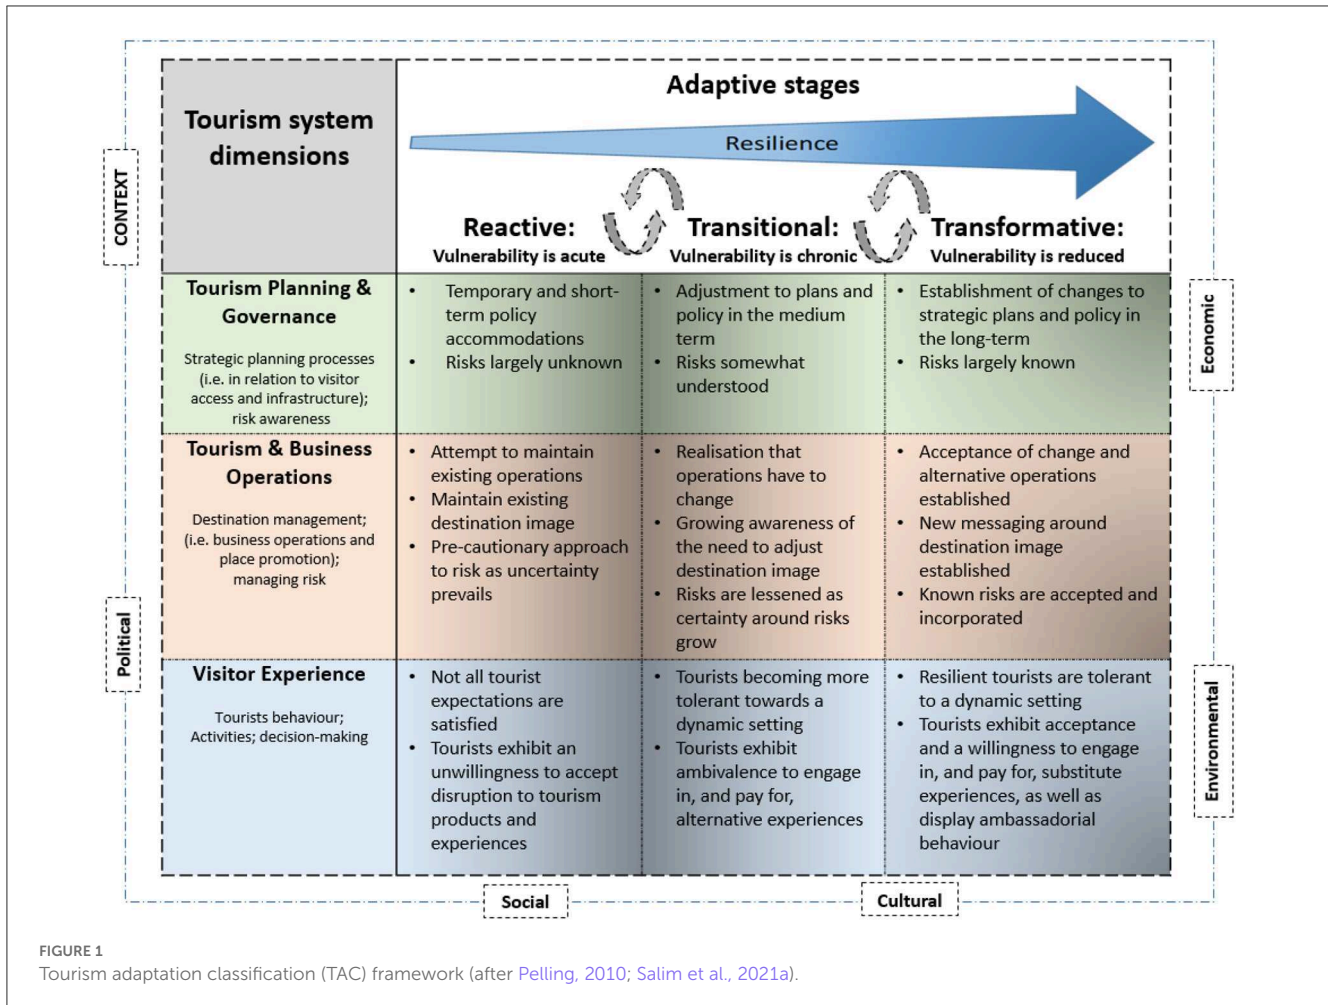 Adaptive stages
Tourism system
dimensions
Resilience
CONTEXT
Reactive:
Vulnerability is acute
Transitional:
Vulnerability is chronic
Transformative:
Vulnerability is reduced
Tourism Planning &
Governance
Strategic planning processes
(i.e. in relation to visitor
access and infrastructure);
risk awareness
• Temporary and short-
term policy
accommodations
• Risks largely unknown
• Adjustment to plans and
policy in the medium
term
• Risks somewhat
understood
• Establishment of changes to
strategic plans and policy in
the long-term
• Risks largely known
Economic
Tourism & Business
Operations
Destination management;
(i.e. business operations and
place promotion);
managing risk
• Attempt to maintain
existing operations
• Maintain existing
destination image
• Pre-cautionary approach
to risk as uncertainty
prevails
• Realisation that
operations have to
change
• Growing awareness of
the need to adjust
destination image
• Risks are lessened as
certainty around risks
grow
• Acceptance of change and
alternative operations
established
• New messaging around
destination image
established
• Known risks are accepted and
incorporated
Political
Visitor Experience
Tourists behaviour;
Activities; decision-making
• Not all tourist
expectations are
satisfied
• Tourists exhibit an
unwillingness to accept
disruption to tourism
products and
experiences
• Tourists becoming more
tolerant towards a
dynamic setting
• Tourists exhibit
ambivalence to engage
in, and pay for,
alternative experiences
• Resilient tourists are tolerant
to a dynamic setting
• Tourists exhibit acceptance
and a willingness to engage
in, and pay for, substitute
experiences, as well as
display ambassadorial
behaviour
Environmental
Social
Cultural
FIGURE 1
Tourism adaptation classification (TAC) framework (after Pelling, 2010; Salim et al., 2021a).